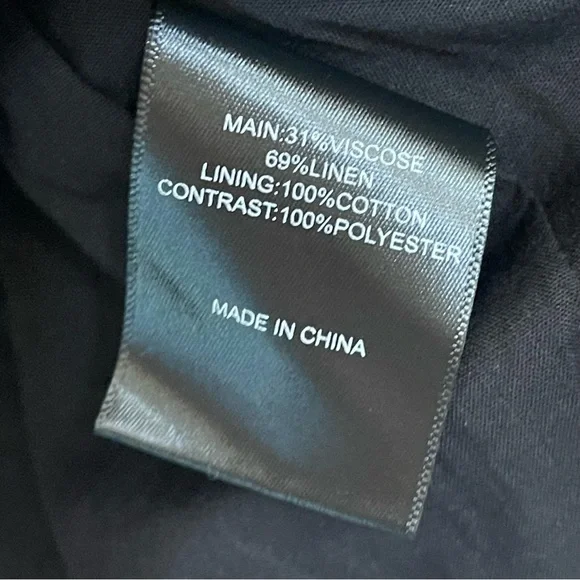 MAIN:31%VISCOSE
69%LINEN
LINING:100%COTTON
CONTRAST:100%POLYESTER
MADE IN CHINA